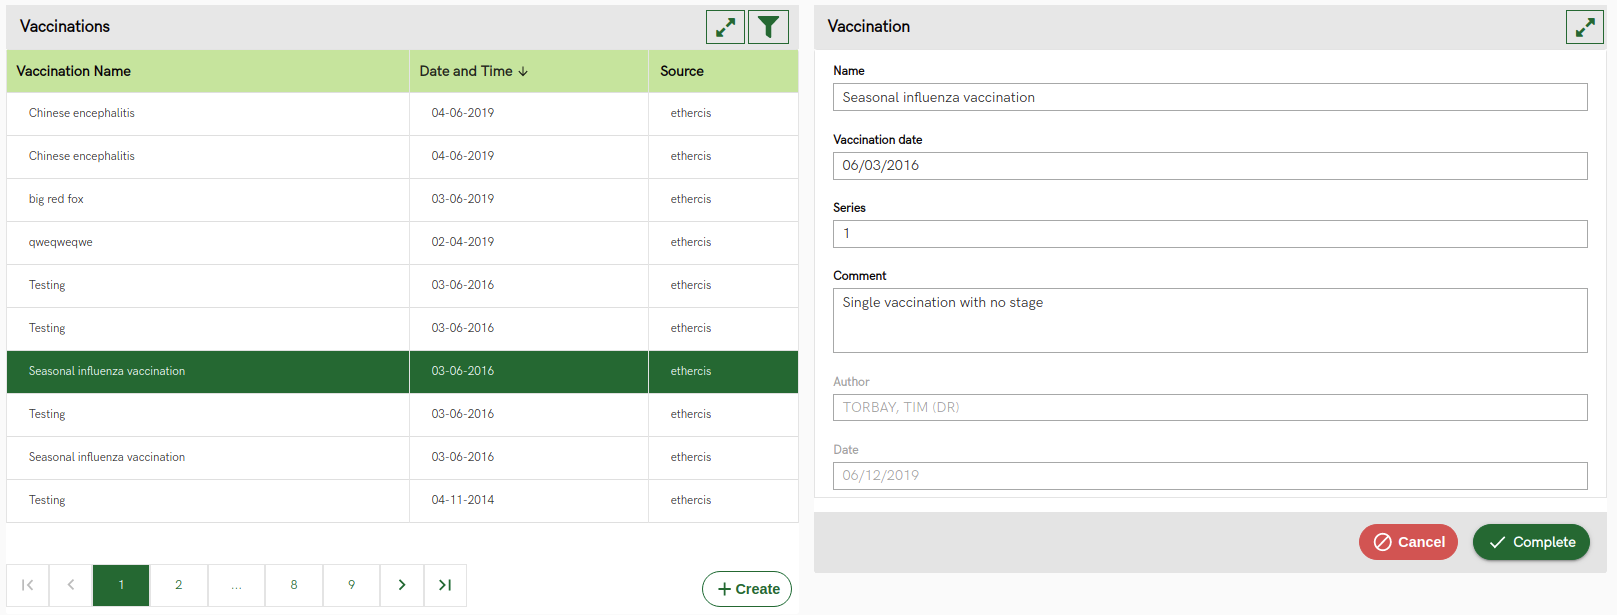 Vaccinations
Vaccination Name Date and Time Source
Chinese encephalitis 04-06-2019 ethercis
Chinese encephalitis 04-06-2019 ethercis
big red fox 03-06-2019 ethercis
qweqweqwe 02-04-2019 ethercis
Testing 03-06-2016 ethercis
Testing 03-06-2016 ethercis
Seasonal influenza vaccination 03-06-2016 ethercis
Testing 03-06-2016 ethercis
Seasonal influenza vaccination 03-06-2016 ethercis
Testing 04-11-2014 ethercis
1 2 ... 8 9
Create
Vaccination
Name
Seasonal influenza vaccination
Vaccination date
06/03/2016
Series
1
Comment
Single vaccination with no stage
Author
TORBAY, TIM (DR)
Date
06/12/2019
Cancel Complete